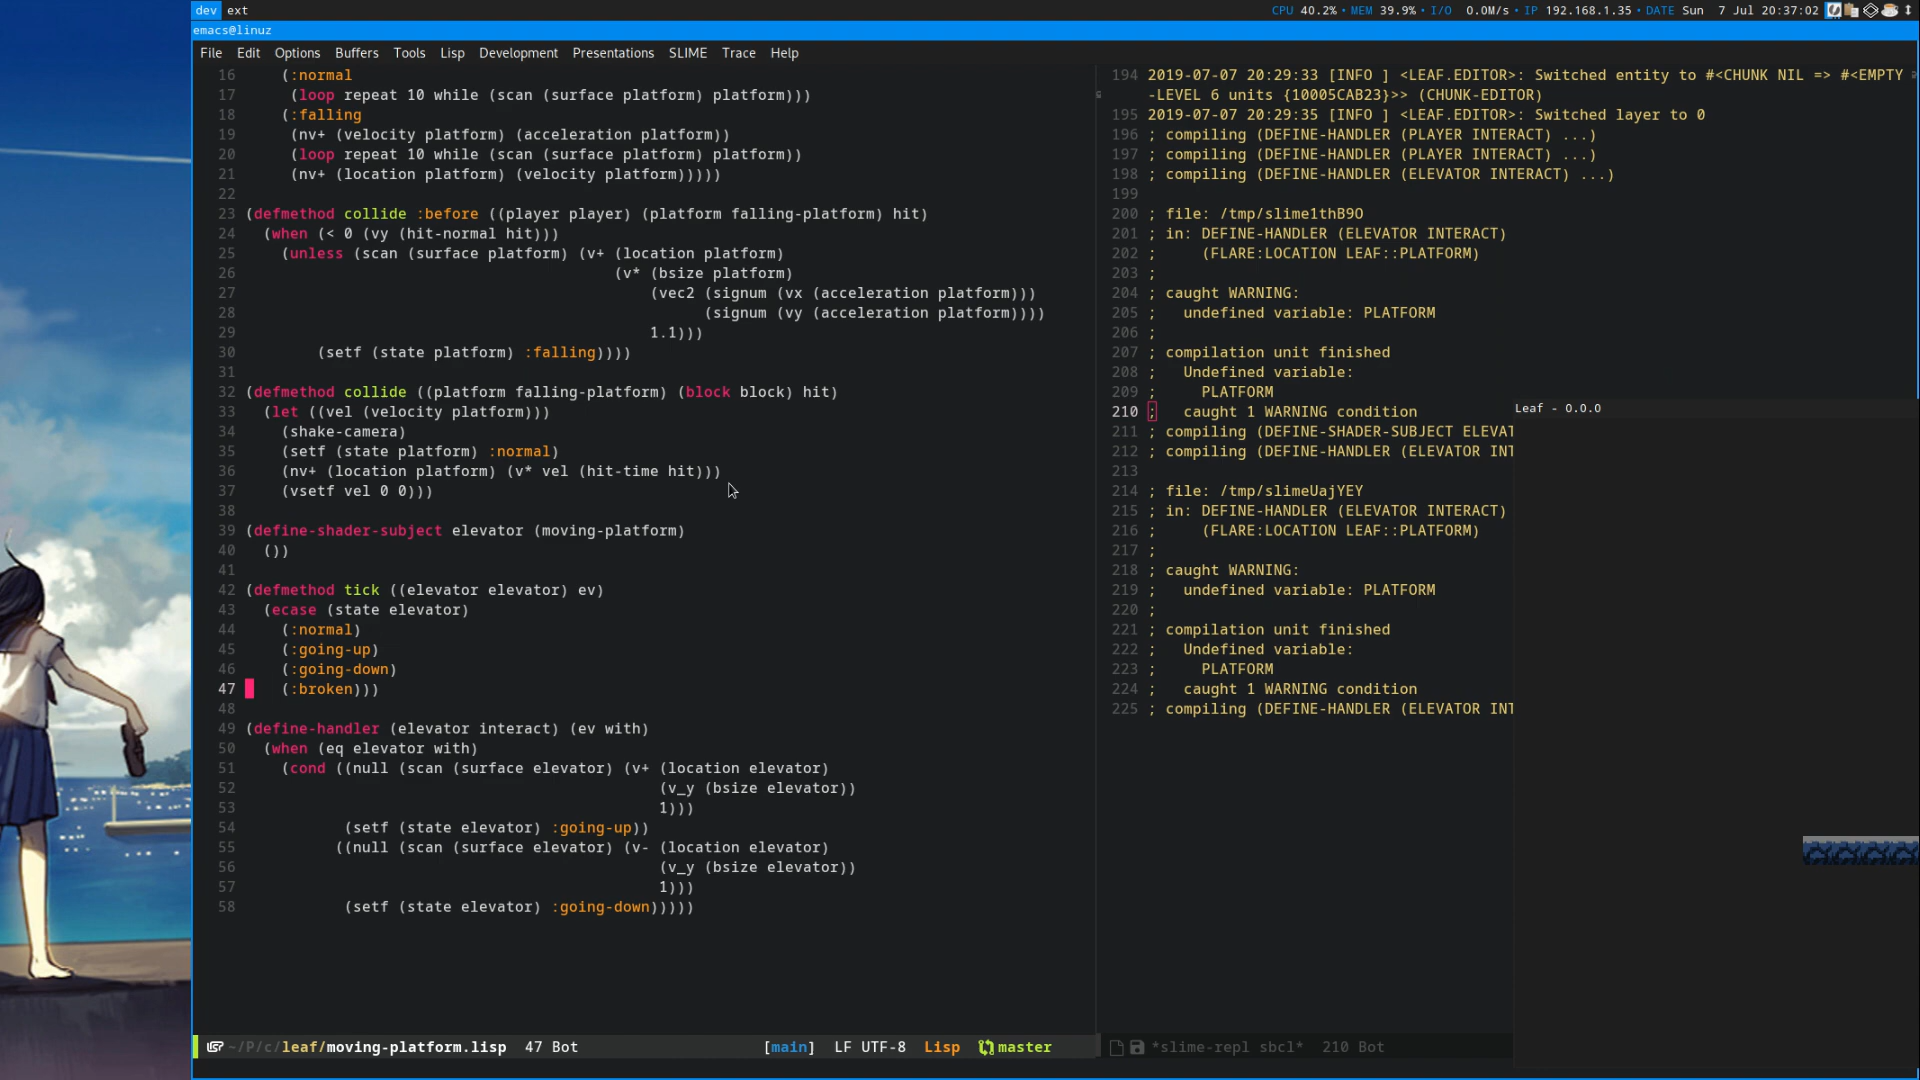 dev ext CPU 40.2% • MEM 39.9% • I/O 0.0M/s • IP 192.168.1.35 • DATE Sun 7 Jul 20:37:02
emacs@linuz
File Edit Options Buffers Tools Lisp Development Presentations SLIME Trace Help
16     (:normal
17      (loop repeat 10 while (scan (surface platform) platform)))
18     (:falling
19      (nv+ (velocity platform) (acceleration platform))
20      (loop repeat 10 while (scan (surface platform) platform))
21      (nv+ (location platform) (velocity platform)))))
22
23 (defmethod collide :before ((player player) (platform falling-platform) hit)
24   (when (< 0 (vy (hit-normal hit)))
25     (unless (scan (surface platform) (v+ (location platform)
26                                          (v* (bsize platform)
27                                              (vec2 (signum (vx (acceleration platform)))
28                                                    (signum (vy (acceleration platform))))
29                                              1.1)))
30         (setf (state platform) :falling))))
31
32 (defmethod collide ((platform falling-platform) (block block) hit)
33   (let ((vel (velocity platform)))
34     (shake-camera)
35     (setf (state platform) :normal)
36     (nv+ (location platform) (v* vel (hit-time hit)))
37     (vsetf vel 0 0)))
38
39 (define-shader-subject elevator (moving-platform)
40   ())
41
42 (defmethod tick ((elevator elevator) ev)
43   (ecase (state elevator)
44     (:normal)
45     (:going-up)
46     (:going-down)
47     (:broken)))
48
49 (define-handler (elevator interact) (ev with)
50   (when (eq elevator with)
51     (cond ((null (scan (surface elevator) (v+ (location elevator)
52                                               (v_y (bsize elevator))
53                                               1)))
54            (setf (state elevator) :going-up))
55           ((null (scan (surface elevator) (v- (location elevator)
56                                               (v_y (bsize elevator))
57                                               1)))
58            (setf (state elevator) :going-down)))))
~/P/c/leaf/moving-platform.lisp 47 Bot [main] LF UTF-8 Lisp master
194 2019-07-07 20:29:33 [INFO ] <LEAF.EDITOR>: Switched entity to #<CHUNK NIL => #<EMPTY
-LEVEL 6 units {10005CAB23}>> (CHUNK-EDITOR)
195 2019-07-07 20:29:35 [INFO ] <LEAF.EDITOR>: Switched layer to 0
196 ; compiling (DEFINE-HANDLER (PLAYER INTERACT) ...)
197 ; compiling (DEFINE-HANDLER (PLAYER INTERACT) ...)
198 ; compiling (DEFINE-HANDLER (ELEVATOR INTERACT) ...)
199
200 ; file: /tmp/slime1thB9O
201 ; in: DEFINE-HANDLER (ELEVATOR INTERACT)
202 ;     (FLARE:LOCATION LEAF::PLATFORM)
203 ;
204 ; caught WARNING:
205 ;   undefined variable: PLATFORM
206 ;
207 ; compilation unit finished
208 ;   Undefined variable:
209 ;     PLATFORM
210 ;   caught 1 WARNING condition
211 ; compiling (DEFINE-SHADER-SUBJECT ELEVAT
212 ; compiling (DEFINE-HANDLER (ELEVATOR INT
213
214 ; file: /tmp/slimeUajYEY
215 ; in: DEFINE-HANDLER (ELEVATOR INTERACT)
216 ;     (FLARE:LOCATION LEAF::PLATFORM)
217 ;
218 ; caught WARNING:
219 ;   undefined variable: PLATFORM
220 ;
221 ; compilation unit finished
222 ;   Undefined variable:
223 ;     PLATFORM
224 ;   caught 1 WARNING condition
225 ; compiling (DEFINE-HANDLER (ELEVATOR INT
*slime-repl sbcl* 210 Bot
Leaf - 0.0.0